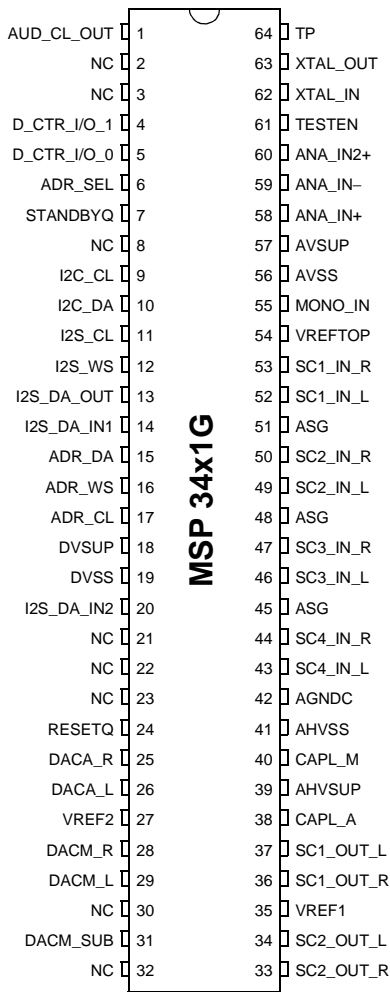 AUD_CL_OUT 1 64 TP
NC 2 63 XTAL_OUT
NC 3 62 XTAL_IN
D_CTR_I/O_1 4 61 TESTEN
D_CTR_I/O_0 5 60 ANA_IN2+
ADR_SEL 6 59 ANA_IN−
STANDBYQ 7 58 ANA_IN+
NC 8 57 AVSUP
I2C_CL 9 56 AVSS
I2C_DA 10 55 MONO_IN
I2S_CL 11 54 VREFTOP
I2S_WS 12 53 SC1_IN_R
I2S_DA_OUT 13 52 SC1_IN_L
I2S_DA_IN1 14 51 ASG
ADR_DA 15 50 SC2_IN_R
ADR_WS 16 49 SC2_IN_L
ADR_CL 17 48 ASG
DVSUP 18 47 SC3_IN_R
DVSS 19 46 SC3_IN_L
I2S_DA_IN2 20 45 ASG
NC 21 44 SC4_IN_R
NC 22 43 SC4_IN_L
NC 23 42 AGNDC
RESETQ 24 41 AHVSS
DACA_R 25 40 CAPL_M
DACA_L 26 39 AHVSUP
VREF2 27 38 CAPL_A
DACM_R 28 37 SC1_OUT_L
DACM_L 29 36 SC1_OUT_R
NC 30 35 VREF1
DACM_SUB 31 34 SC2_OUT_L
NC 32 33 SC2_OUT_R
MSP 34x1G